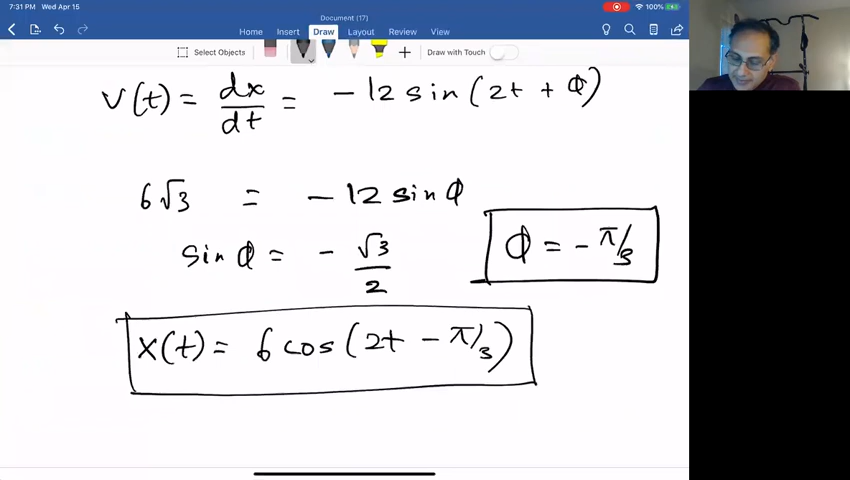 7:31 PM Wed Apr 15
100%
Document (17)
Home Insert Draw Layout Review View
Select Objects
Draw with Touch
V(t) = dx/dt = - 12 sin (2t + ϕ)
6√3 = - 12 sin ϕ
sin ϕ = - √3/2
ϕ = - π/3
x(t) = 6 cos (2t - π/3)